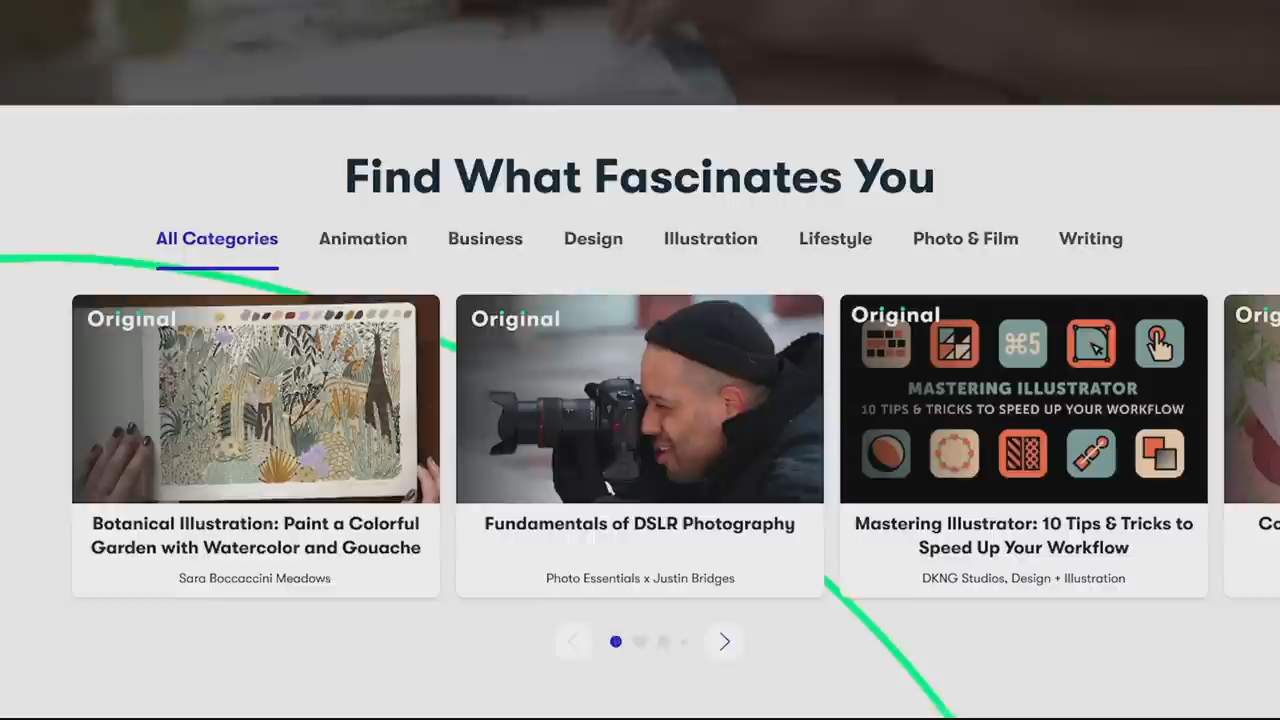 Find What Fascinates You
All Categories Animation Business Design Illustration Lifestyle Photo & Film Writing
Original
Botanical Illustration: Paint a Colorful
Garden with Watercolor and Gouache
Sara Boccaccini Meadows
Original
Fundamentals of DSLR Photography
Photo Essentials x Justin Bridges
Original
⌘5
MASTERING ILLUSTRATOR
10 TIPS & TRICKS TO SPEED UP YOUR WORKFLOW
Mastering Illustrator: 10 Tips & Tricks to
Speed Up Your Workflow
DKNG Studios, Design + Illustration